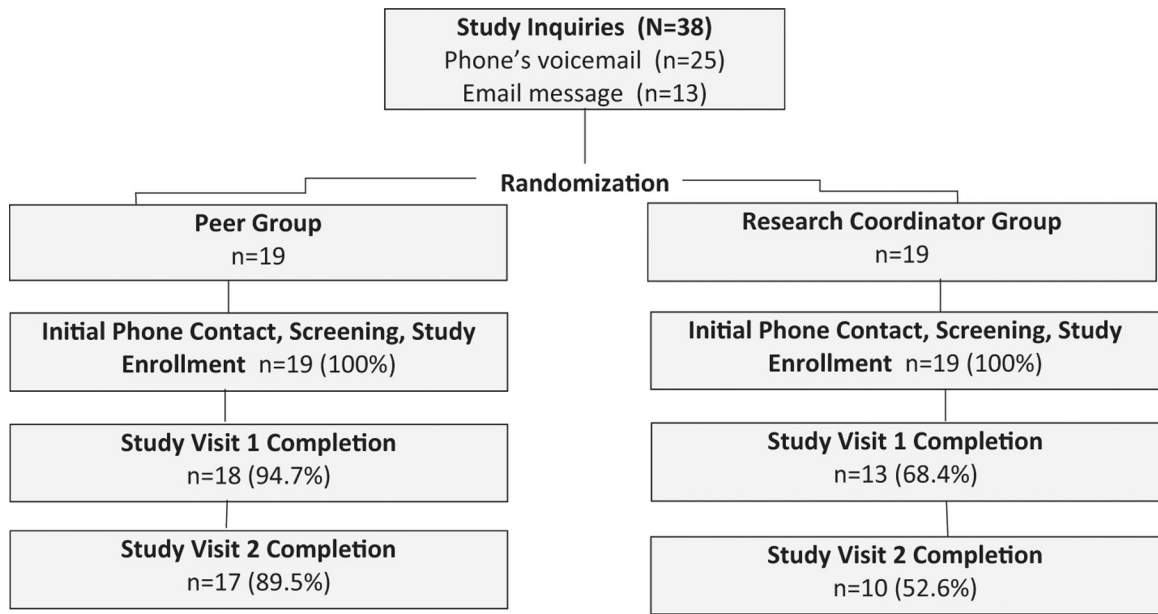 Study Inquiries (N=38)
Phone’s voicemail (n=25)
Email message (n=13)
Randomization
Peer Group
n=19
Initial Phone Contact, Screening, Study
Enrollment n=19 (100%)
Study Visit 1 Completion
n=18 (94.7%)
Study Visit 2 Completion
n=17 (89.5%)
Research Coordinator Group
n=19
Initial Phone Contact, Screening, Study
Enrollment n=19 (100%)
Study Visit 1 Completion
n=13 (68.4%)
Study Visit 2 Completion
n=10 (52.6%)